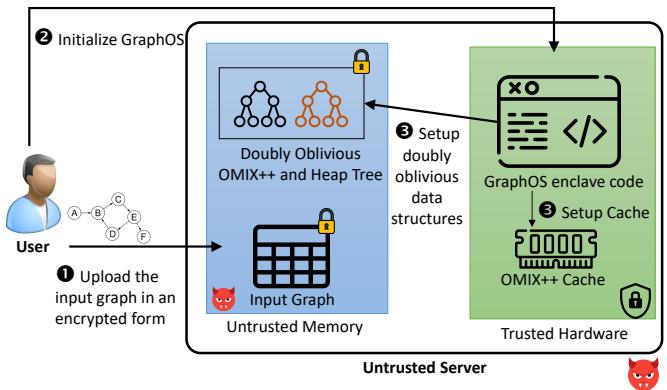 ❷ Initialize GraphOS
Doubly Oblivious
OMIX++ and Heap Tree
❸ Setup
doubly
oblivious
data
structures
XO
</>
GraphOS enclave code
❸ Setup Cache
OMIX++ Cache
A
B
C
D
E
F
User
❶ Upload the
input graph in an
encrypted form
Input Graph
Untrusted Memory
Trusted Hardware
Untrusted Server